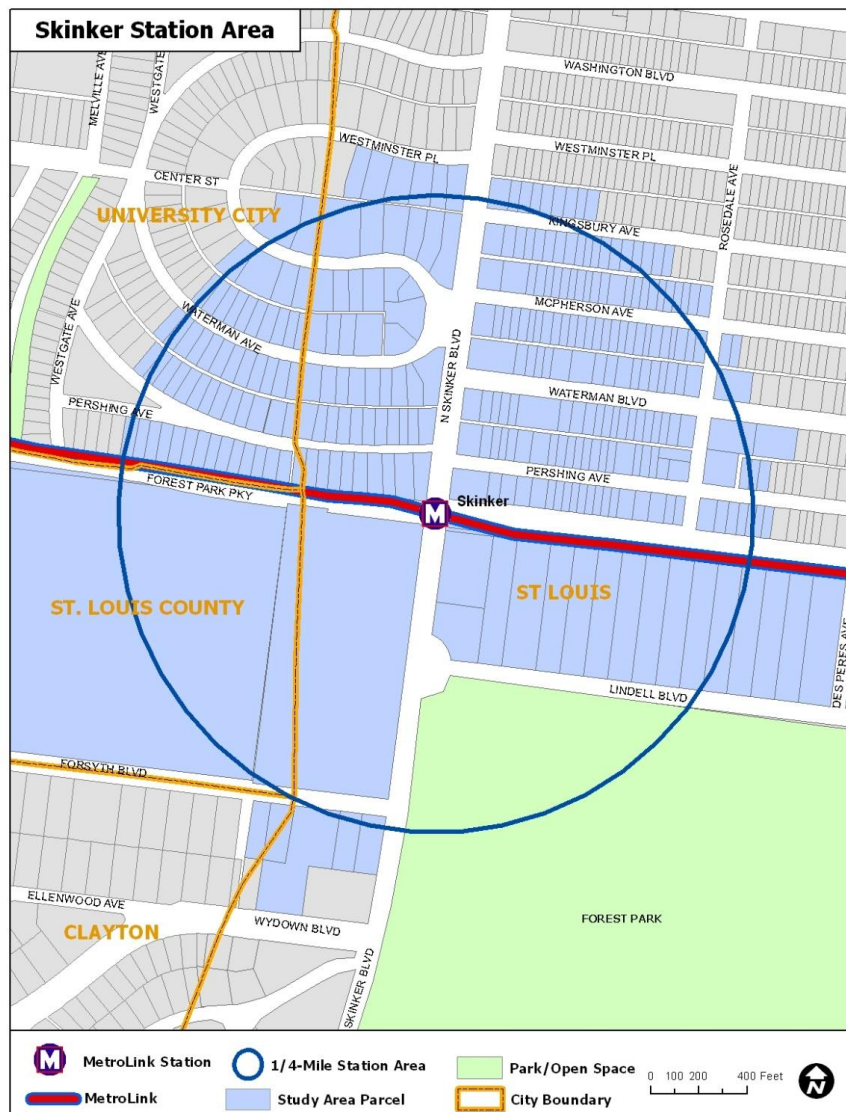 Skinker Station Area
MELVILLE AVE
WESTGATE AVE
WASHINGTON BLVD
WESTMINSTER PL
WESTMINSTER PL
ROSEDALE AVE
CENTER ST
UNIVERSITY CITY
KINGSBURY AVE
MCPHERSON AVE
WATERMAN AVE
WESTGATE AVE
N SKINKER BLVD
WATERMAN BLVD
PERSHING AVE
PERSHING AVE
FOREST PARK PKY
M
Skinker
ST. LOUIS COUNTY
ST LOUIS
DES PERES AVE
LINDELL BLVD
FORSYTH BLVD
ELLENWOOD AVE
CLAYTON
WYDOWN BLVD
FOREST PARK
SKINKER BLVD
M
MetroLink Station
1/4-Mile Station Area
Park/Open Space
0 100 200 400 Feet
N
MetroLink
Study Area Parcel
City Boundary